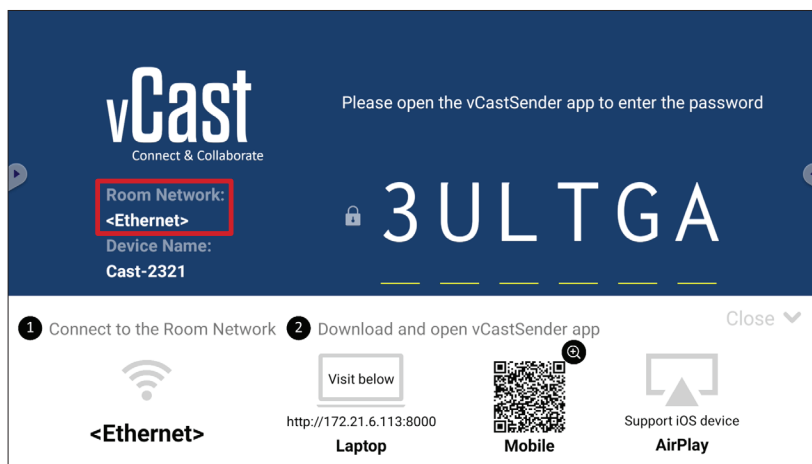 vCast
Connect & Collaborate
Please open the vCastSender app to enter the password
Room Network:
<Ethernet>
Device Name:
Cast-2321
3ULTGA
1 Connect to the Room Network
2 Download and open vCastSender app
Close
<Ethernet>
Visit below
http://172.21.6.113:8000
Laptop
Mobile
Support iOS device
AirPlay